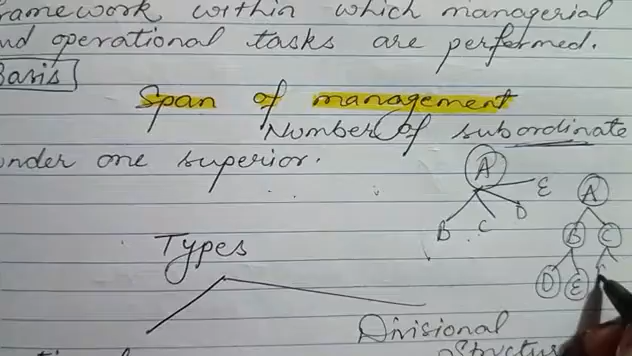 framework within which managerial
and operational tasks are performed.
Basis
Span of management
Number of subordinate
under one superior.
A
E
D
C
B
A
B C
D E
Types
Divisional
Structure